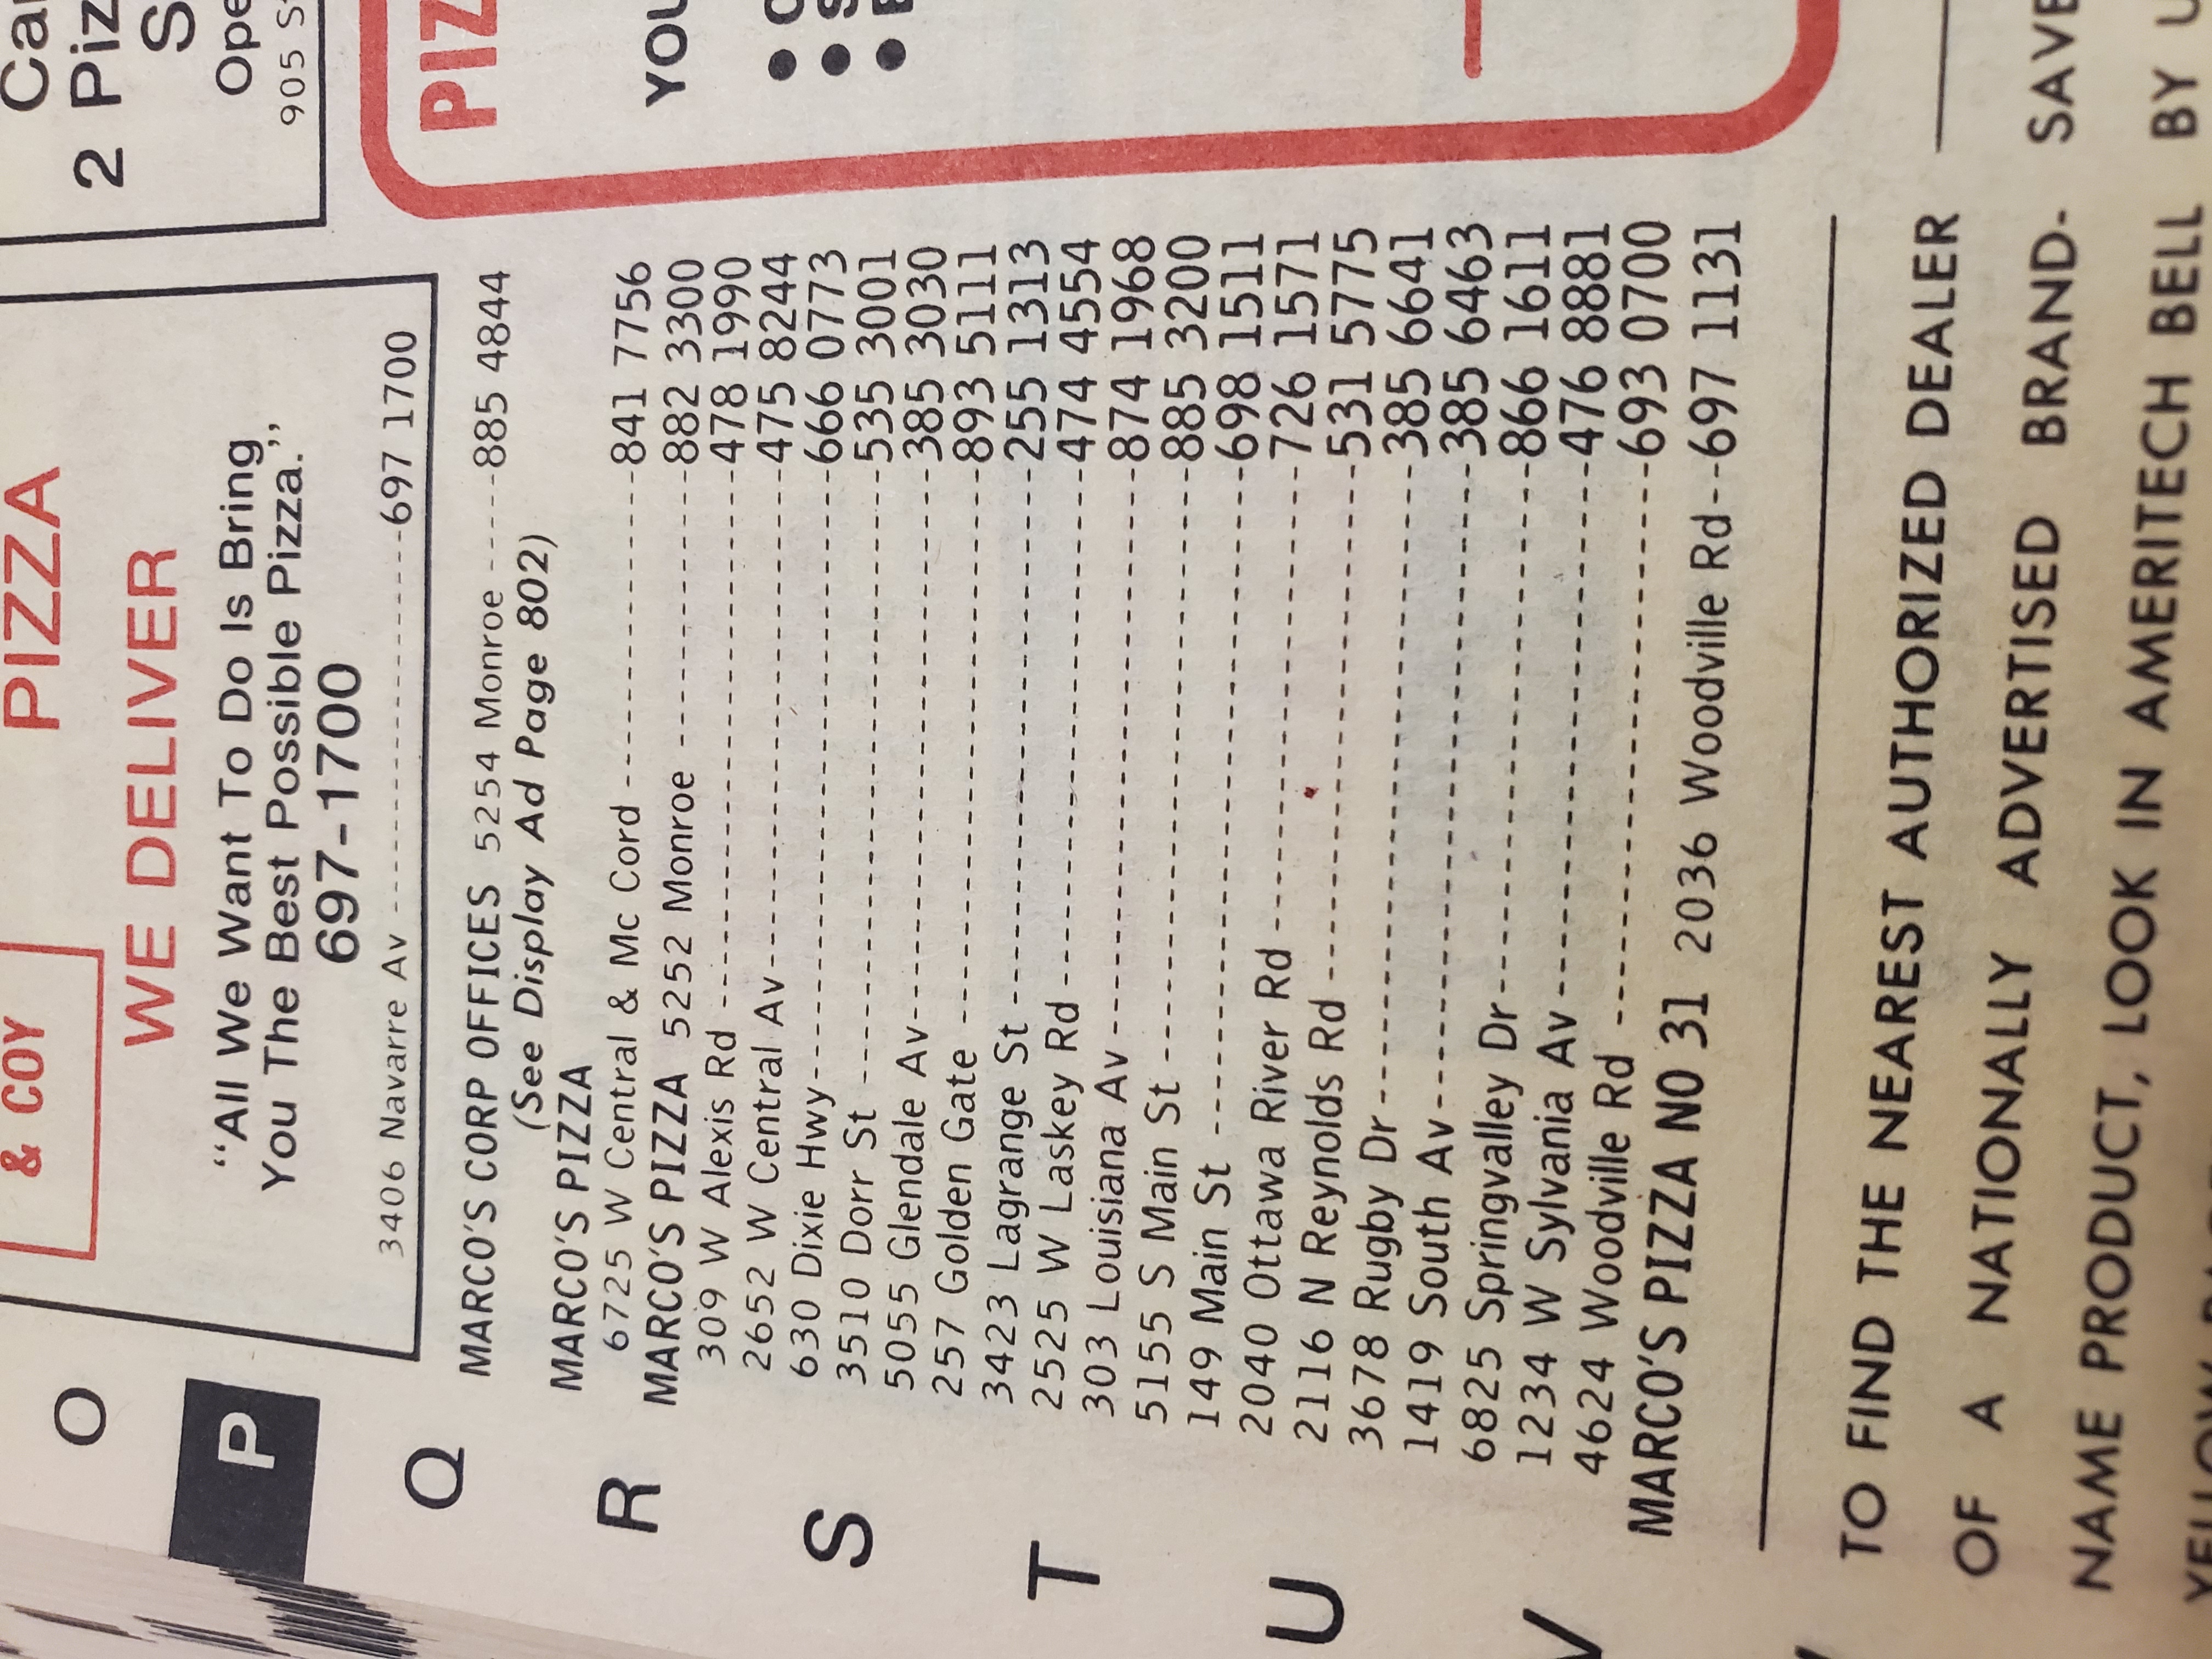 & COY
PIZZA
WE DELIVER
"All We Want To Do Is Bring
You The Best Possible Pizza."
697-1700
3406 Navarre Av ----------697 1700
MARCO'S CORP OFFICES 5254 Monroe -----885 4844
(See Display Ad Page 802)
MARCO'S PIZZA
6725 W Central & Mc Cord ----------841 7756
MARCO'S PIZZA 5252 Monroe ----------882 3300
309 W Alexis Rd ----------478 1990
2652 W Central Av----------475 8244
630 Dixie Hwy----------666 0773
3510 Dorr St ----------535 3001
5055 Glendale Av----------385 3030
257 Golden Gate ----------893 5111
3423 Lagrange St ----------255 1313
2525 W Laskey Rd----------474 4554
303 Louisiana Av----------874 1968
5155 S Main St ----------885 3200
149 Main St ----------698 1511
2040 Ottawa River Rd----------726 1571
2116 N Reynolds Rd----------531 5775
3678 Rugby Dr----------385 6641
1419 South Av----------385 6463
6825 Springvalley Dr----------866 1611
1234 W Sylvania Av----------476 8881
4624 Woodville Rd ----------693 0700
MARCO'S PIZZA NO 31 2036 Woodville Rd--697 1131
TO FIND THE NEAREST AUTHORIZED DEALER
OF A NATIONALLY ADVERTISED BRAND-
NAME PRODUCT, LOOK IN AMERITECH BELL
O
P
Q
R
S
T
U
V
2
905
PIZ
YOU
SAVE
BY